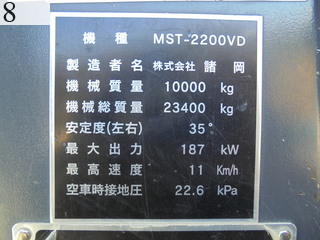 8
機種 MST-2200VD
製造者名 株式会社 諸岡
機械質量 10000 kg
機械総質量 23400 kg
安定度(左右) 35°
最大出力 187 kW
最高速度 11 Km/h
空車時接地圧 22.6 kPa